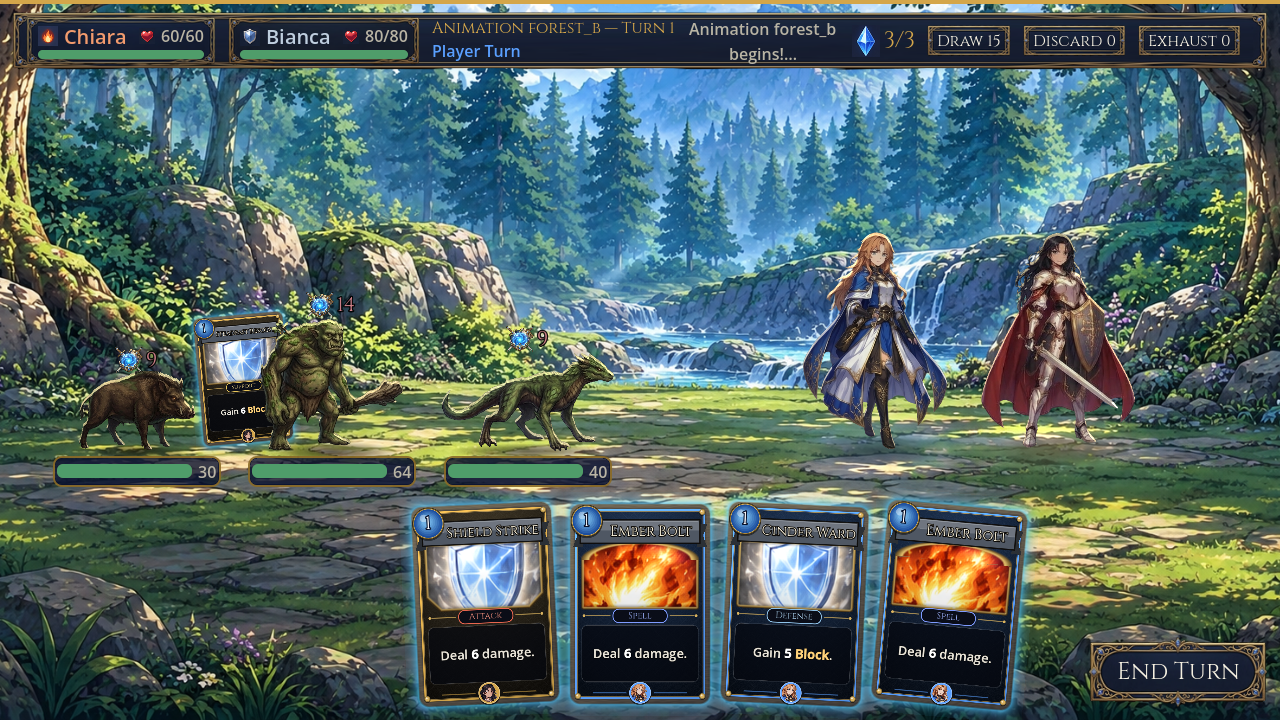 Chiara 60/60
Bianca 80/80
Animation forest_b — Turn 1
Player Turn
Animation forest_b
begins!...
3/3
Draw 15
Discard 0
Exhaust 0
14
9
9
1
Gain 6 Bloc
30
64
40
1 Shield Strike
Attack
Deal 6 damage.
1 Ember Bolt
Spell
Deal 6 damage.
1 Cinder Ward
Defense
Gain 5 Block.
1 Ember Bolt
Spell
Deal 6 damage.
End Turn